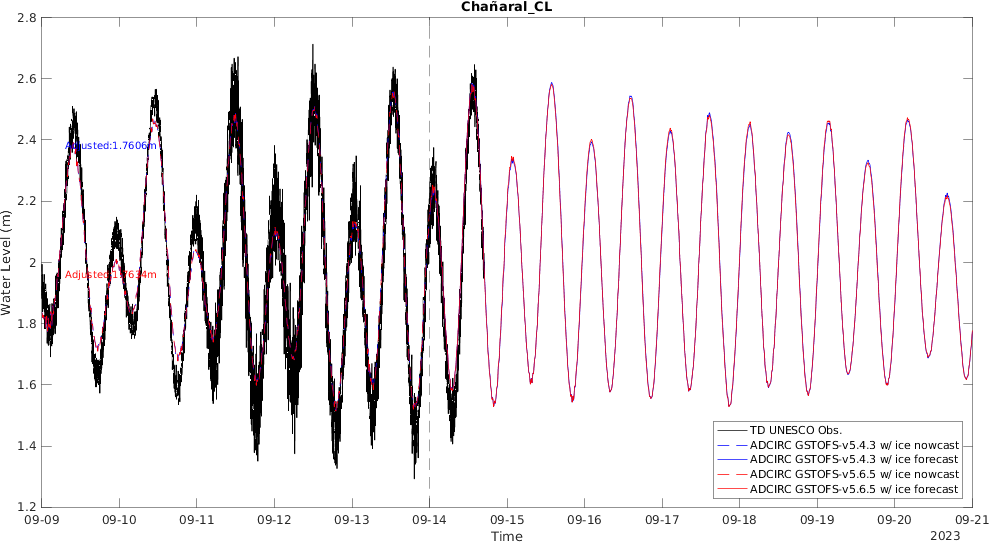 Chañaral_CL
2.8
2.6
2.4
2.2
2
1.8
1.6
1.4
1.2
Water Level (m)
Adjusted:1.7606m
Adjusted:1.7634m
TD UNESCO Obs.
ADCIRC GSTOFS-v5.4.3 w/ ice nowcast
ADCIRC GSTOFS-v5.4.3 w/ ice forecast
ADCIRC GSTOFS-v5.6.5 w/ ice nowcast
ADCIRC GSTOFS-v5.6.5 w/ ice forecast
09-09 09-10 09-11 09-12 09-13 09-14 09-15 09-16 09-17 09-18 09-19 09-20 09-21
Time
2023